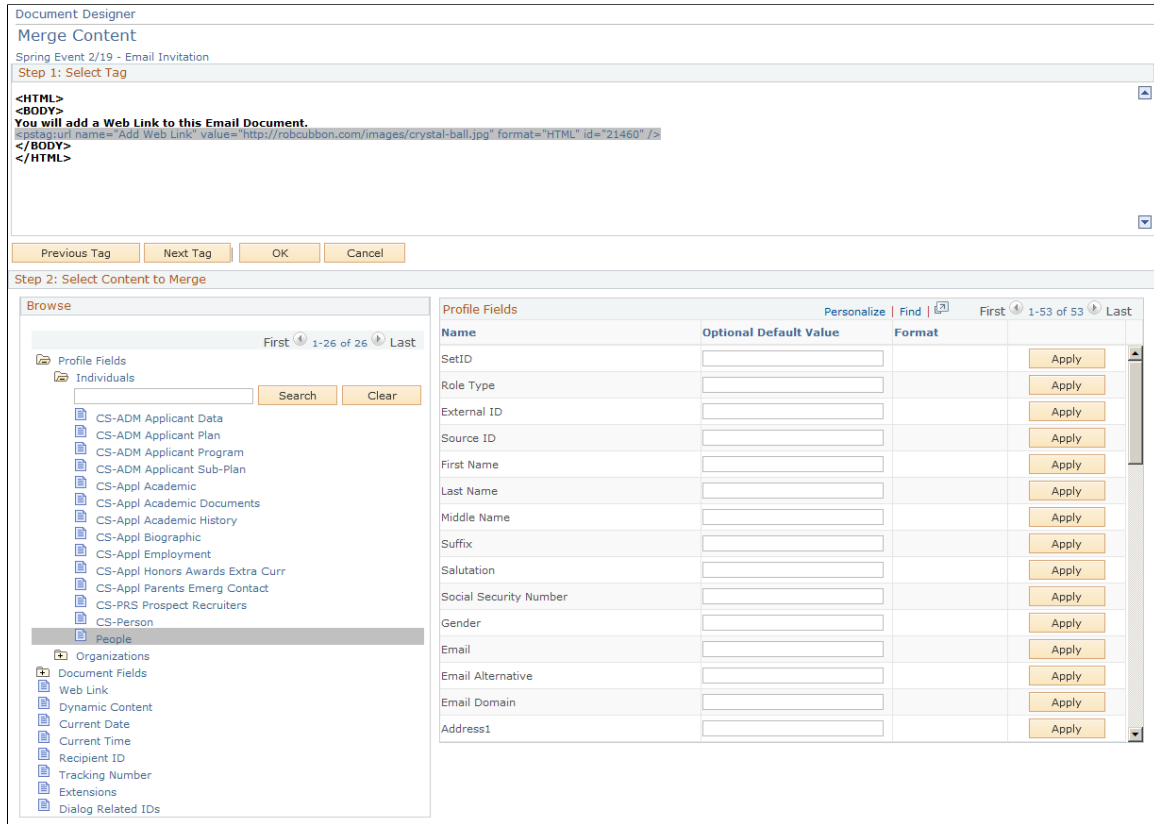 Document Designer
Merge Content
Spring Event 2/19 - Email Invitation
Step 1: Select Tag
<HTML>
<BODY>
You will add a Web Link to this Email Document.
<pstag:url name="Add Web Link" value="http://robcubbon.com/images/crystal-ball.jpg" format="HTML" id="21460" />
</BODY>
</HTML>
Previous Tag Next Tag | OK Cancel
Step 2: Select Content to Merge
Browse
First 1-26 of 26 Last
Profile Fields
Individuals
Search Clear
CS-ADM Applicant Data
CS-ADM Applicant Plan
CS-ADM Applicant Program
CS-ADM Applicant Sub-Plan
CS-Appl Academic
CS-Appl Academic Documents
CS-Appl Academic History
CS-Appl Biographic
CS-Appl Employment
CS-Appl Honors Awards Extra Curr
CS-Appl Parents Emerg Contact
CS-PRS Prospect Recruiters
CS-Person
People
Organizations
Document Fields
Web Link
Dynamic Content
Current Date
Current Time
Recipient ID
Tracking Number
Extensions
Dialog Related IDs
Profile Fields Personalize | Find | First 1-53 of 53 Last
Name Optional Default Value Format
SetID Apply
Role Type Apply
External ID Apply
Source ID Apply
First Name Apply
Last Name Apply
Middle Name Apply
Suffix Apply
Salutation Apply
Social Security Number Apply
Gender Apply
Email Apply
Email Alternative Apply
Email Domain Apply
Address1 Apply